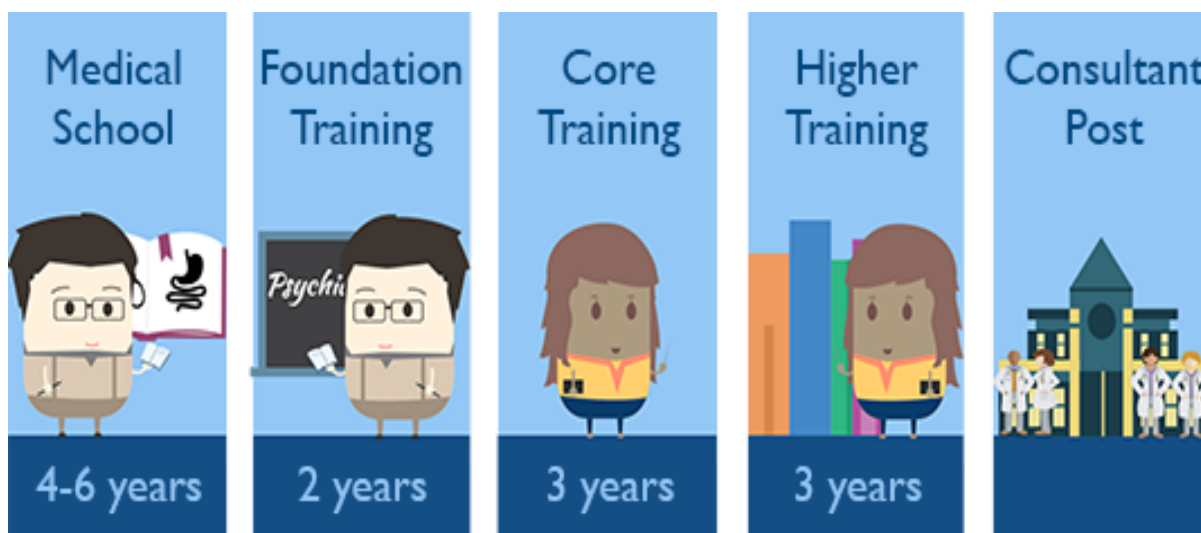 Medical
School
4-6 years
Foundation
Training
2 years
Core
Training
3 years
Higher
Training
3 years
Consultant
Post